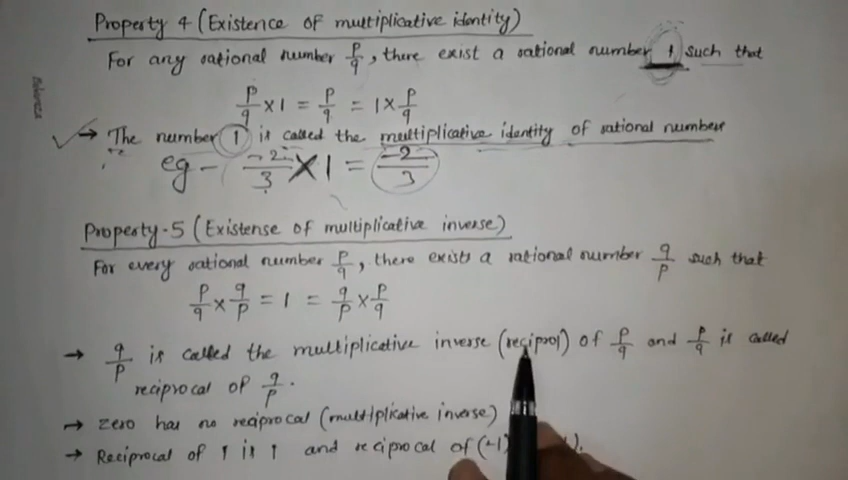 Property 4 (Existence of multiplicative identity)
For any rational number p/q, there exist a rational number 1 such that
p/q × 1 = p/q = 1 × p/q
→ The number 1 is called the multiplicative identity of rational number
eg - -2/3 × 1 = -2/3
Property-5 (Existense of multiplicative inverse)
For every rational number p/q, there exists a rational number q/p such that
p/q × q/p = 1 = q/p × p/q
→ q/p is called the multiplicative inverse (reciprol) of p/q and p/q is called
reciprocal of q/p.
→ zero has no reciprocal (multiplicative inverse)
→ Reciprocal of 1 is 1 and reciprocal of (-1)